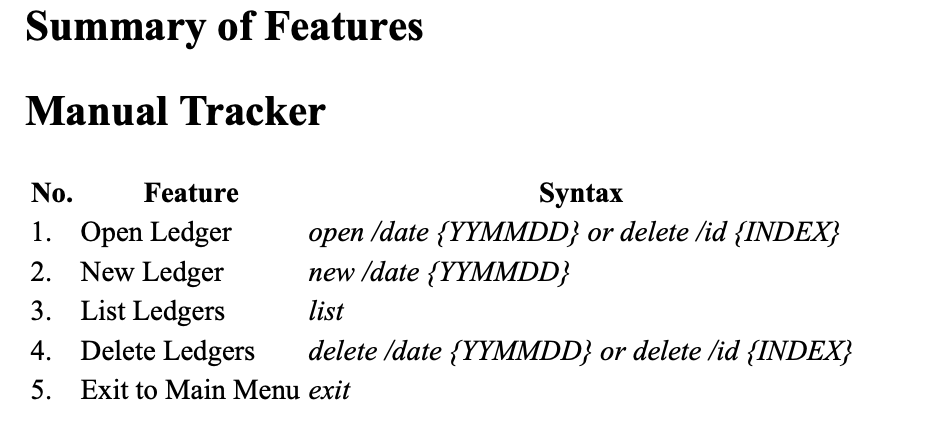 Summary of Features
Manual Tracker
No. Feature Syntax
1. Open Ledger open /date {YYMMDD} or delete /id {INDEX}
2. New Ledger new /date {YYMMDD}
3. List Ledgers list
4. Delete Ledgers delete /date {YYMMDD} or delete /id {INDEX}
5. Exit to Main Menu exit